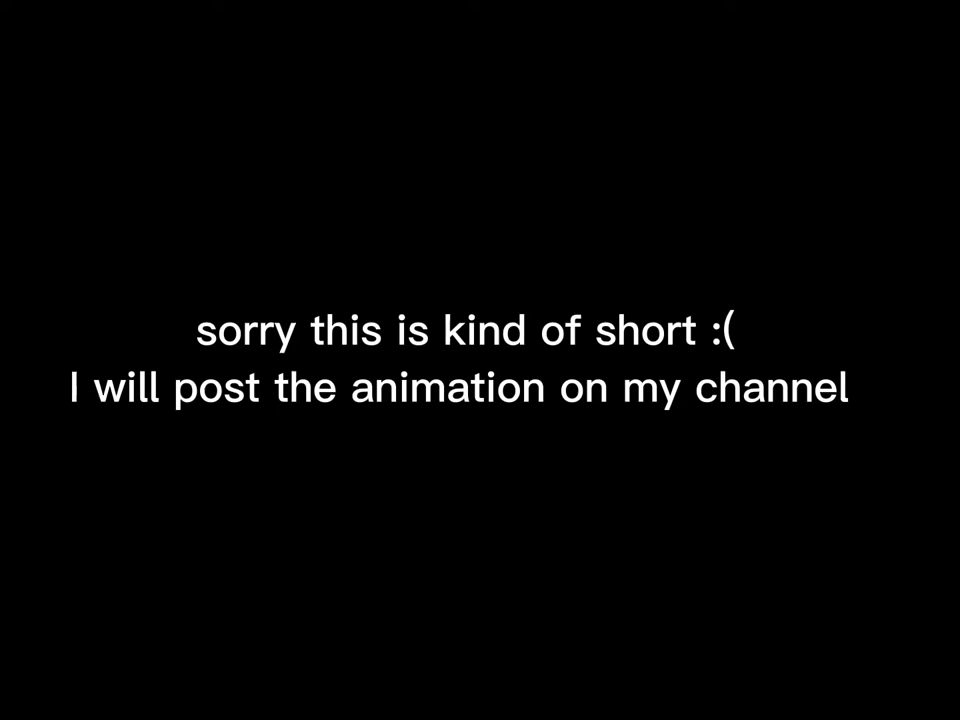 sorry this is kind of short :(
I will post the animation on my channel